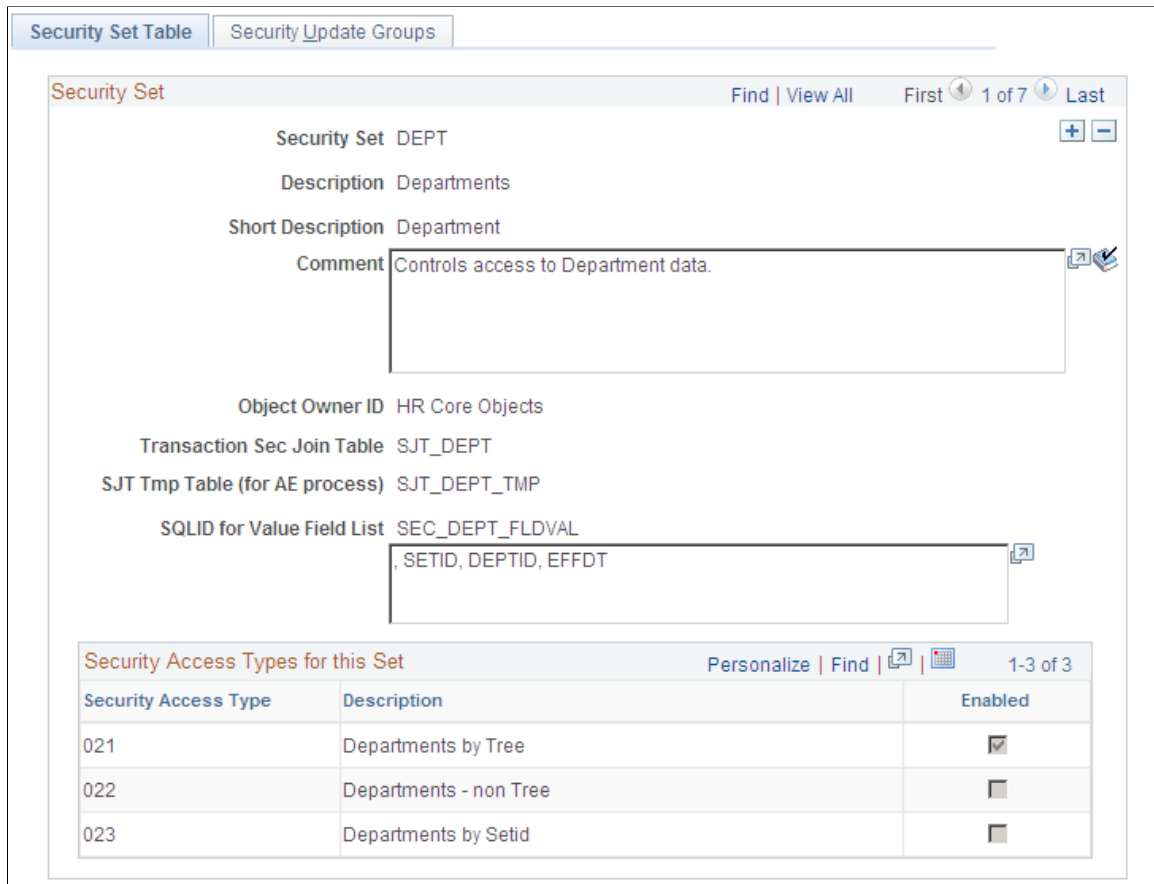 Security Set Table Security Update Groups
Security Set Find | View All First 1 of 7 Last
Security Set DEPT
Description Departments
Short Description Department
Comment Controls access to Department data.
Object Owner ID HR Core Objects
Transaction Sec Join Table SJT_DEPT
SJT Tmp Table (for AE process) SJT_DEPT_TMP
SQLID for Value Field List SEC_DEPT_FLDVAL
, SETID, DEPTID, EFFDT
Security Access Types for this Set Personalize | Find | | 1-3 of 3
Security Access Type Description Enabled
021 Departments by Tree
022 Departments - non Tree
023 Departments by Setid